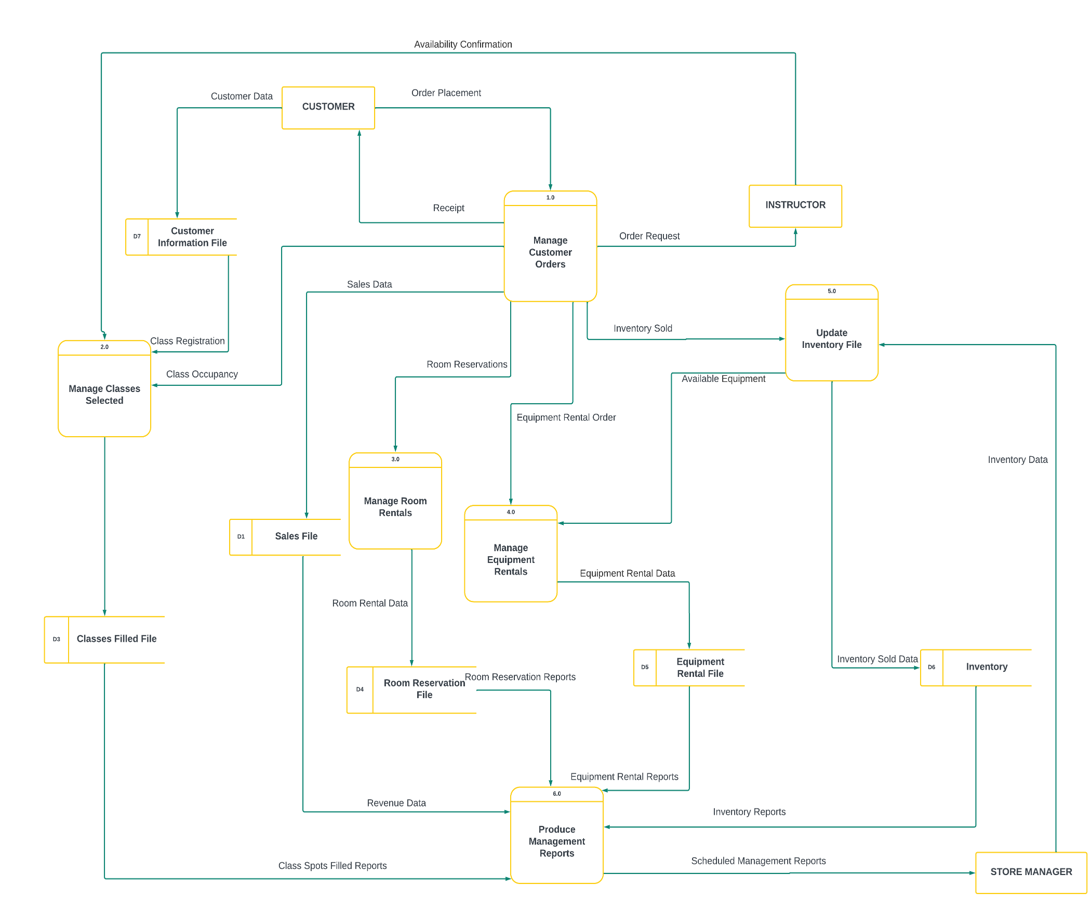 Availability Confirmation
Customer Data
CUSTOMER
Order Placement
1.0
Manage
Customer
Orders
Receipt
INSTRUCTOR
D7
Customer
Information File
Order Request
Sales Data
5.0
Update
Inventory File
Inventory Sold
Class Registration
2.0
Manage Classes
Selected
Class Occupancy
Room Reservations
Available Equipment
Equipment Rental Order
3.0
Manage Room
Rentals
Inventory Data
4.0
Manage
Equipment
Rentals
D1
Sales File
Equipment Rental Data
Room Rental Data
D3
Classes Filled File
D4
Room Reservation
File
Room Reservation Reports
D5
Equipment
Rental File
Inventory Sold Data
D6
Inventory
Equipment Rental Reports
6.0
Produce
Management
Reports
Revenue Data
Inventory Reports
Class Spots Filled Reports
Scheduled Management Reports
STORE MANAGER